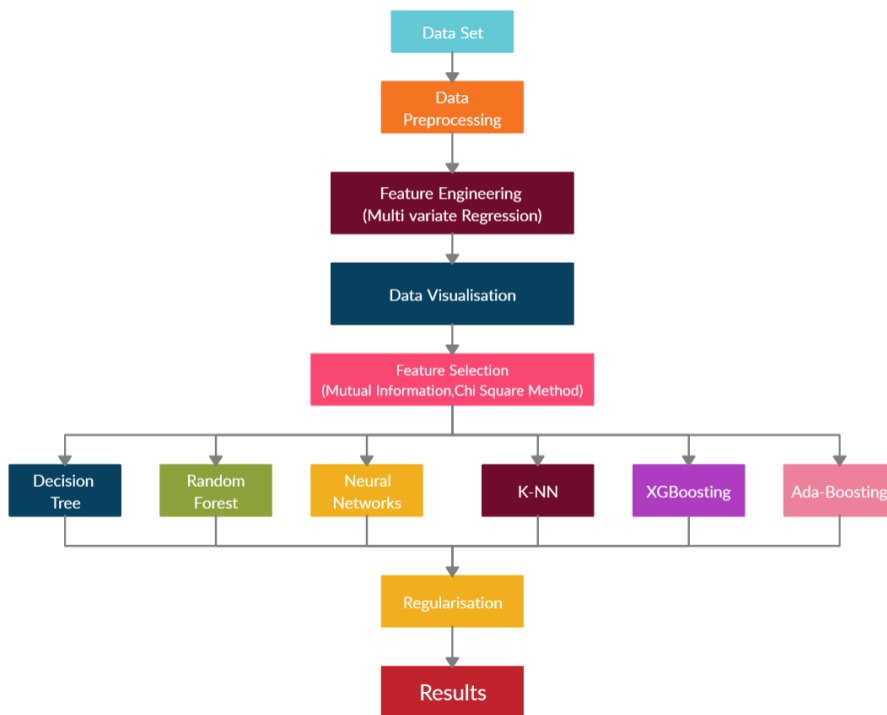 Data Set
Data
Preprocessing
Feature Engineering
(Multi variate Regression)
Data Visualisation
Feature Selection
(Mutual Information,Chi Square Method)
Decision
Tree
Random
Forest
Neural
Networks
K-NN
XGBoosting
Ada-Boosting
Regularisation
Results